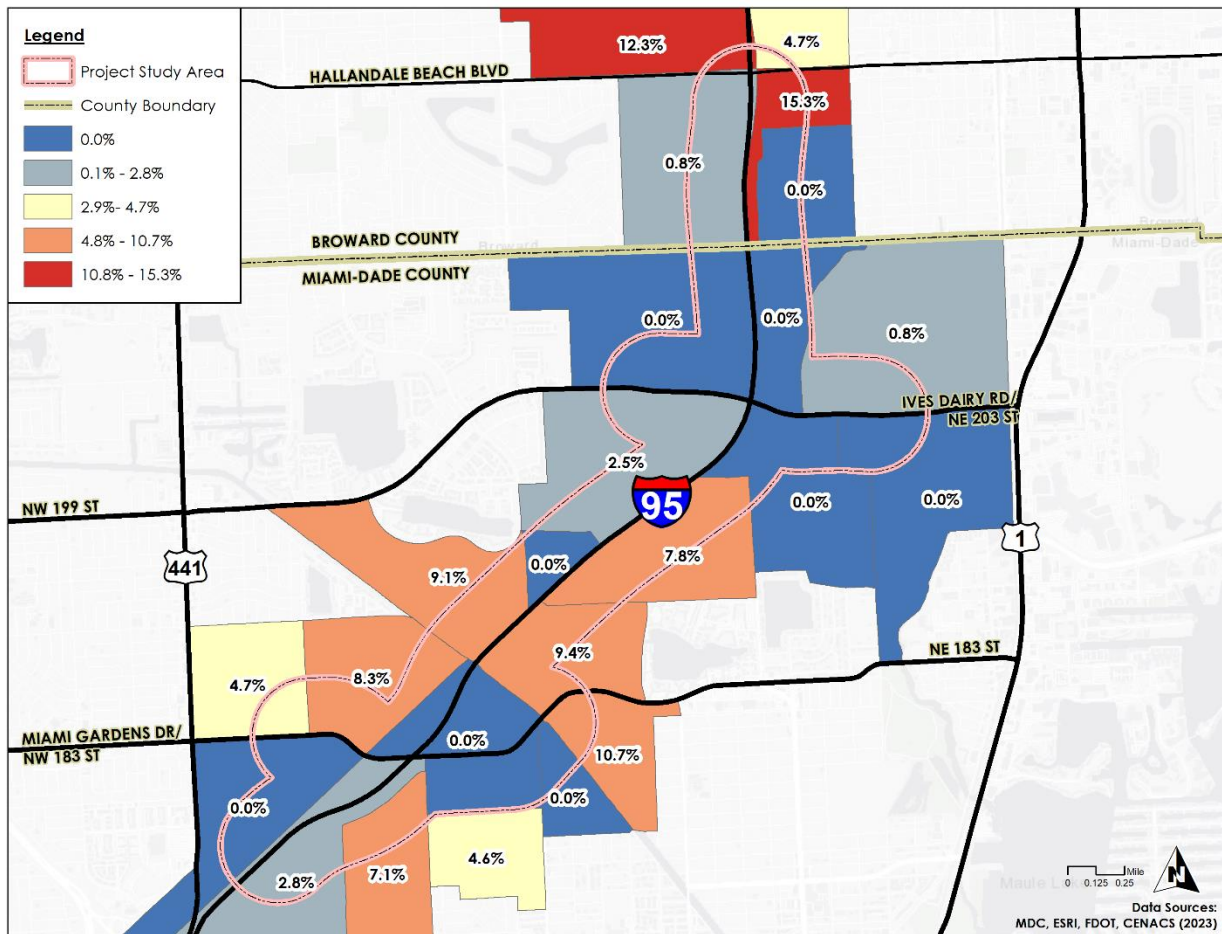 Legend
Project Study Area
County Boundary
0.0%
0.1% - 2.8%
2.9%- 4.7%
4.8% - 10.7%
10.8% - 15.3%
12.3%
4.7%
HALLANDALE BEACH BLVD
15.3%
0.8%
0.0%
BROWARD COUNTY
Broward
Broward
Miami-Dade
MIAMI-DADE COUNTY
0.0%
0.0%
0.8%
IVES DAIRY RD/
NE 203 ST
2.5%
95
0.0%
0.0%
NW 199 ST
441
1
9.1%
0.0%
7.8%
9.4%
NE 183 ST
4.7%
8.3%
MIAMI GARDENS DR/
NW 183 ST
0.0%
10.7%
0.0%
0.0%
4.6%
2.8%
7.1%
Mile
0 0.125 0.25
N
Data Sources:
MDC, ESRI, FDOT, CENACS (2023)